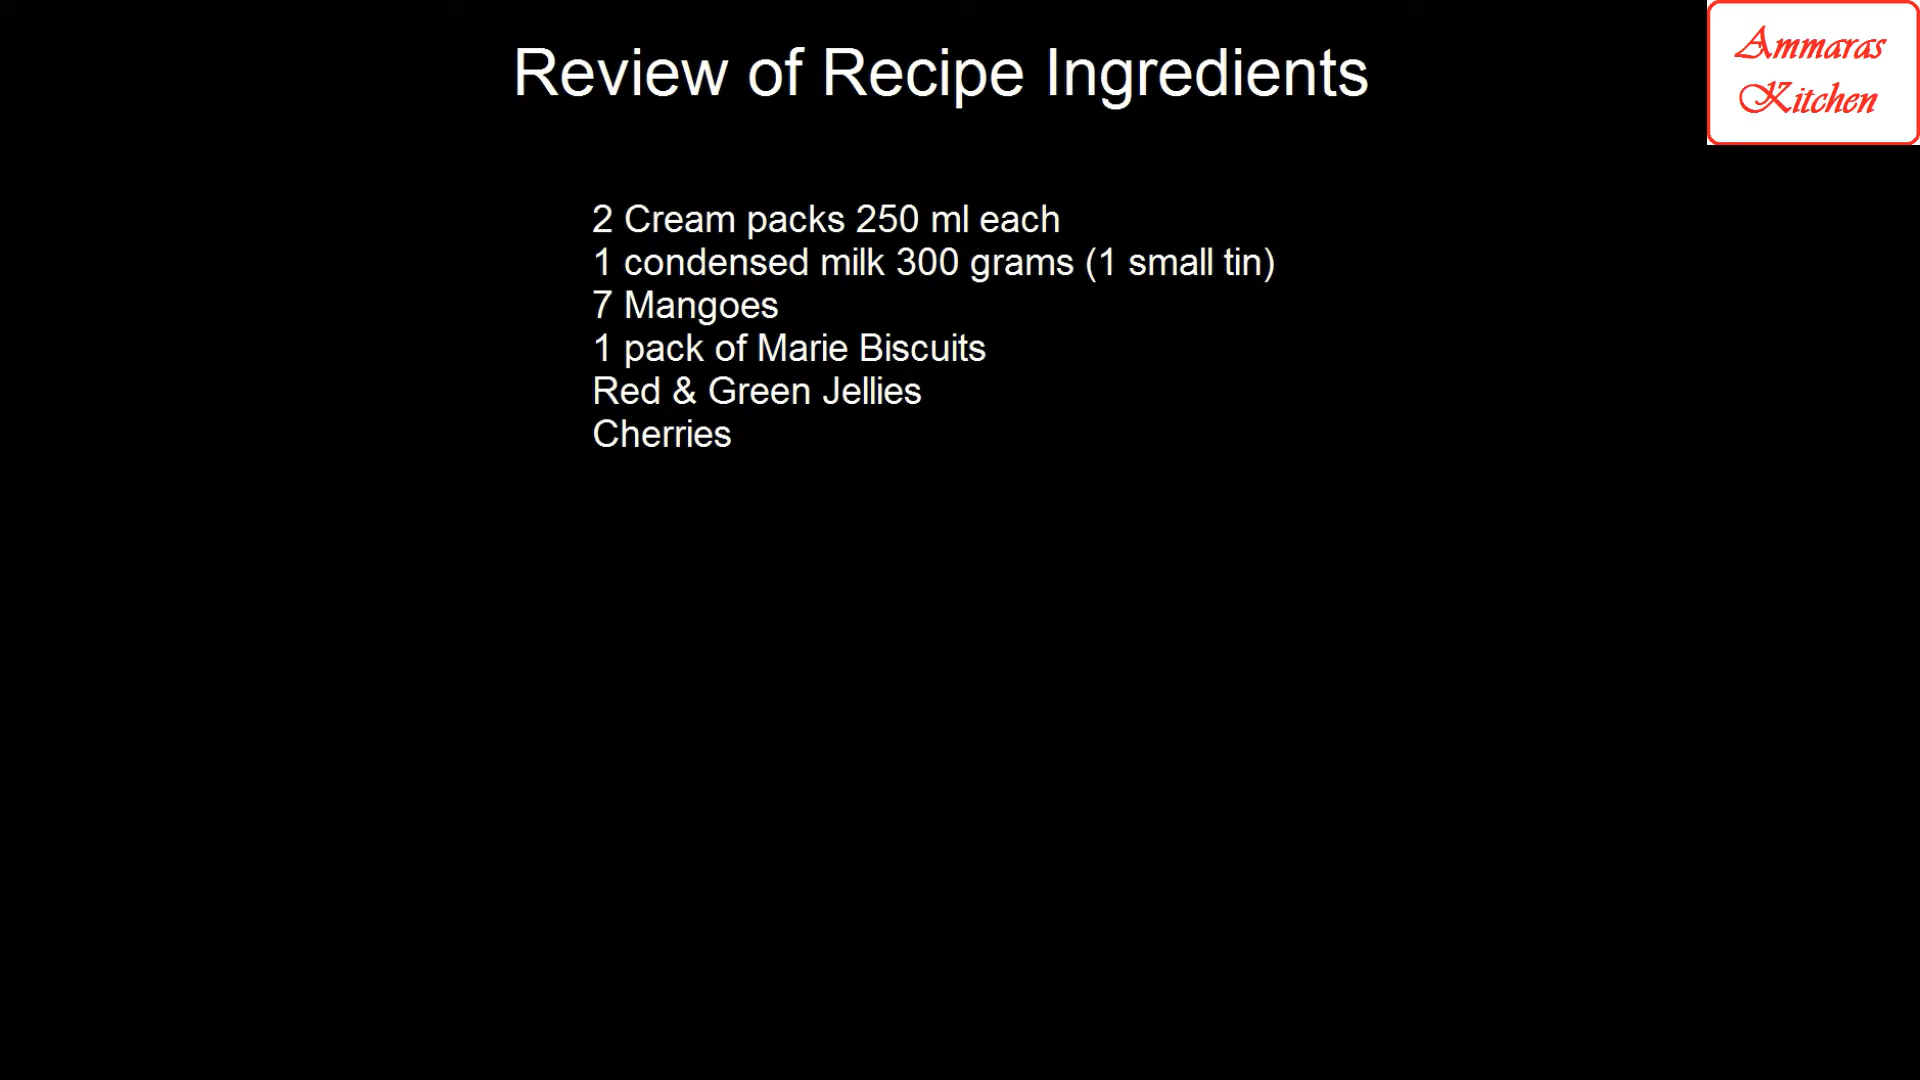 Review of Recipe Ingredients
Ammaras
Kitchen
2 Cream packs 250 ml each
1 condensed milk 300 grams (1 small tin)
7 Mangoes
1 pack of Marie Biscuits
Red & Green Jellies
Cherries